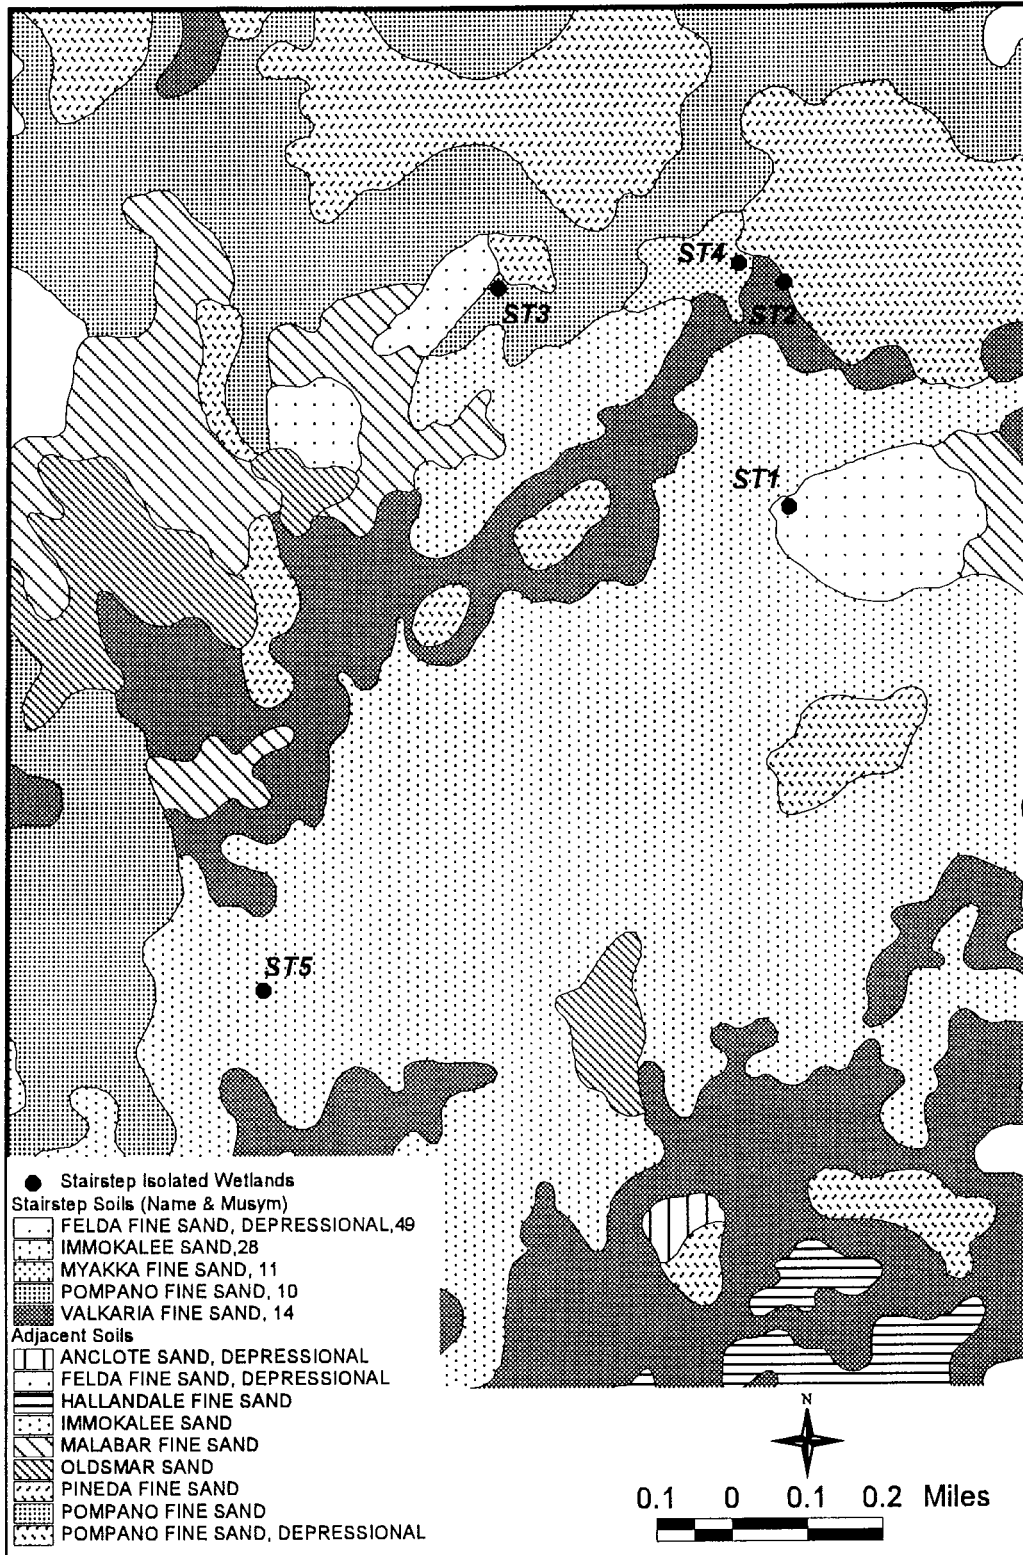 ST4
ST2
ST3
ST1
ST5
Stairstep Isolated Wetlands
Stairstep Soils (Name & Musym)
FELDA FINE SAND, DEPRESSIONAL,49
IMMOKALEE SAND,28
MYAKKA FINE SAND, 11
POMPANO FINE SAND, 10
VALKARIA FINE SAND, 14
Adjacent Soils
ANCLOTE SAND, DEPRESSIONAL
FELDA FINE SAND, DEPRESSIONAL
HALLANDALE FINE SAND
IMMOKALEE SAND
MALABAR FINE SAND
OLDSMAR SAND
PINEDA FINE SAND
POMPANO FINE SAND
POMPANO FINE SAND, DEPRESSIONAL
N
0.1 0 0.1 0.2 Miles